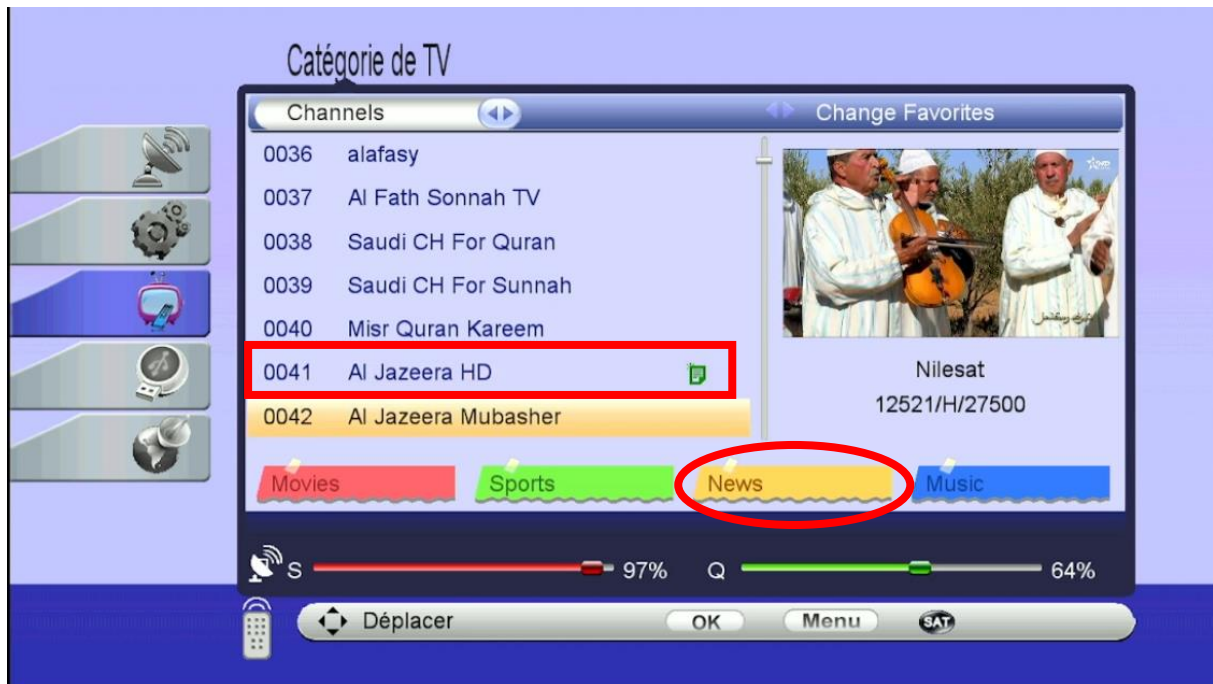 Catégorie de TV
Channels
Change Favorites
0036 alafasy
0037 Al Fath Sonnah TV
0038 Saudi CH For Quran
0039 Saudi CH For Sunnah
0040 Misr Quran Kareem
0041 Al Jazeera HD
0042 Al Jazeera Mubasher
Nilesat
12521/H/27500
Movies
Sports
News
Music
S 97% Q 64%
Déplacer
OK
Menu
SAT